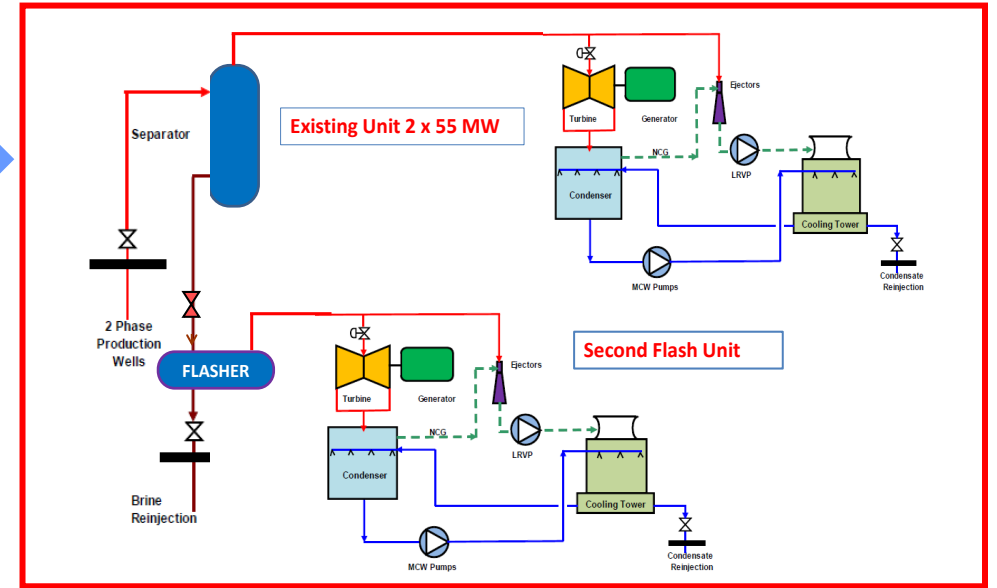 Existing Unit 2 x 55 MW
Separator
Turbine
Generator
Ejectors
NCG
LRVP
Condenser
Cooling Tower
MCW Pumps
Condensate
Reinjection
2 Phase
Production
Wells
FLASHER
Brine
Reinjection
Second Flash Unit
Turbine
Generator
Ejectors
NCG
LRVP
Condenser
Cooling Tower
MCW Pumps
Condensate
Reinjection